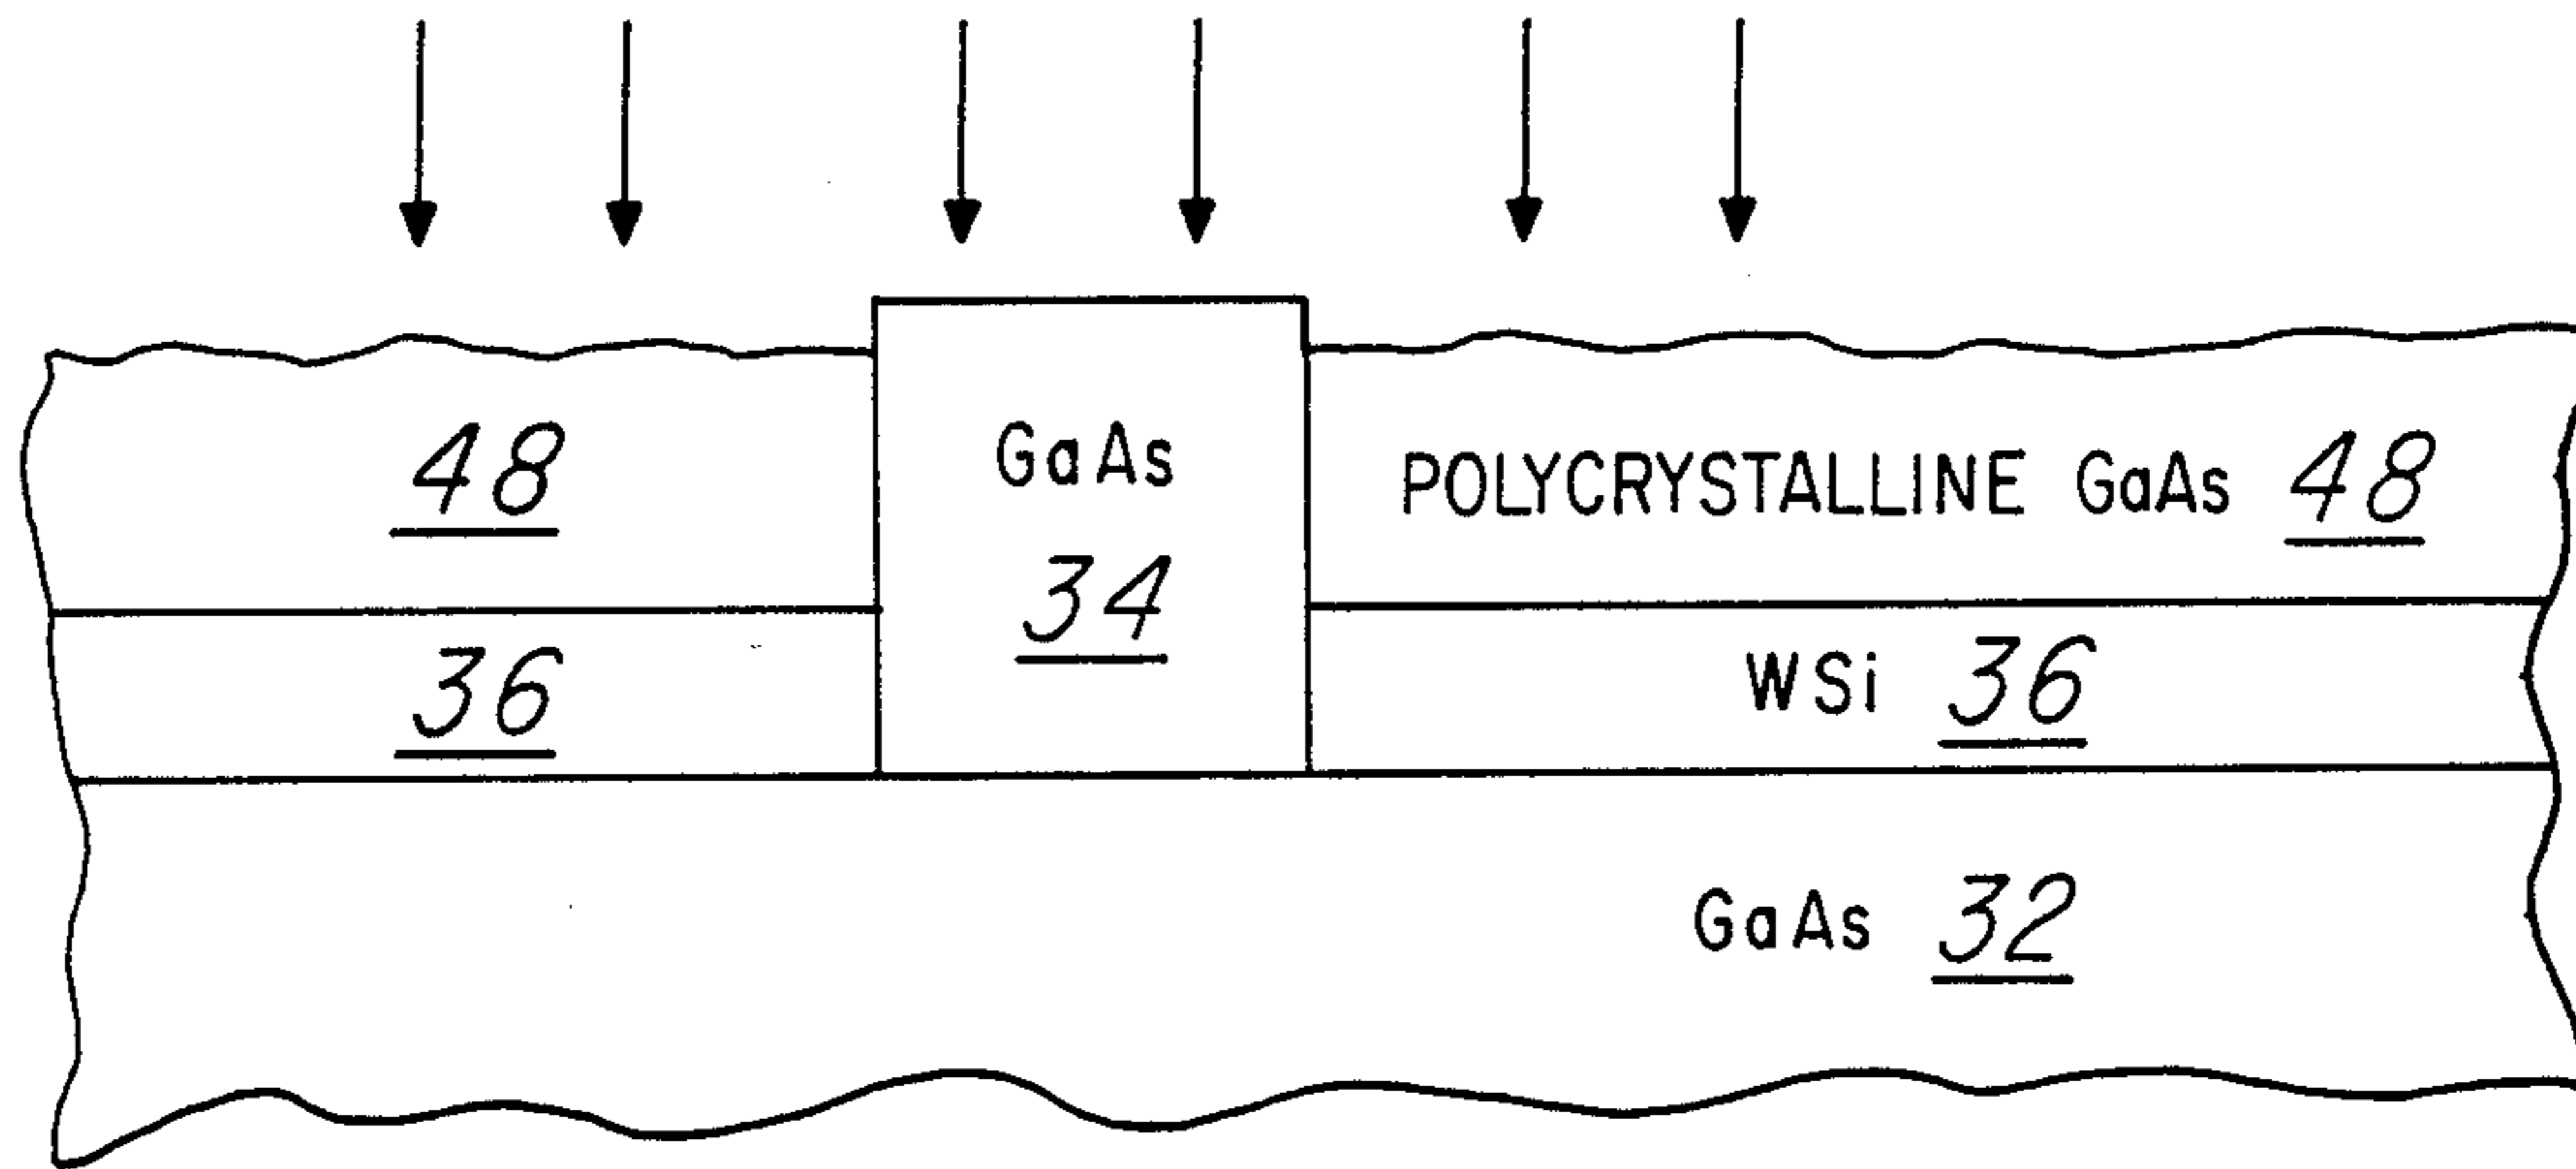 48
GaAs
34
POLYCRYSTALLINE GaAs 48
36
WSi 36
GaAs 32